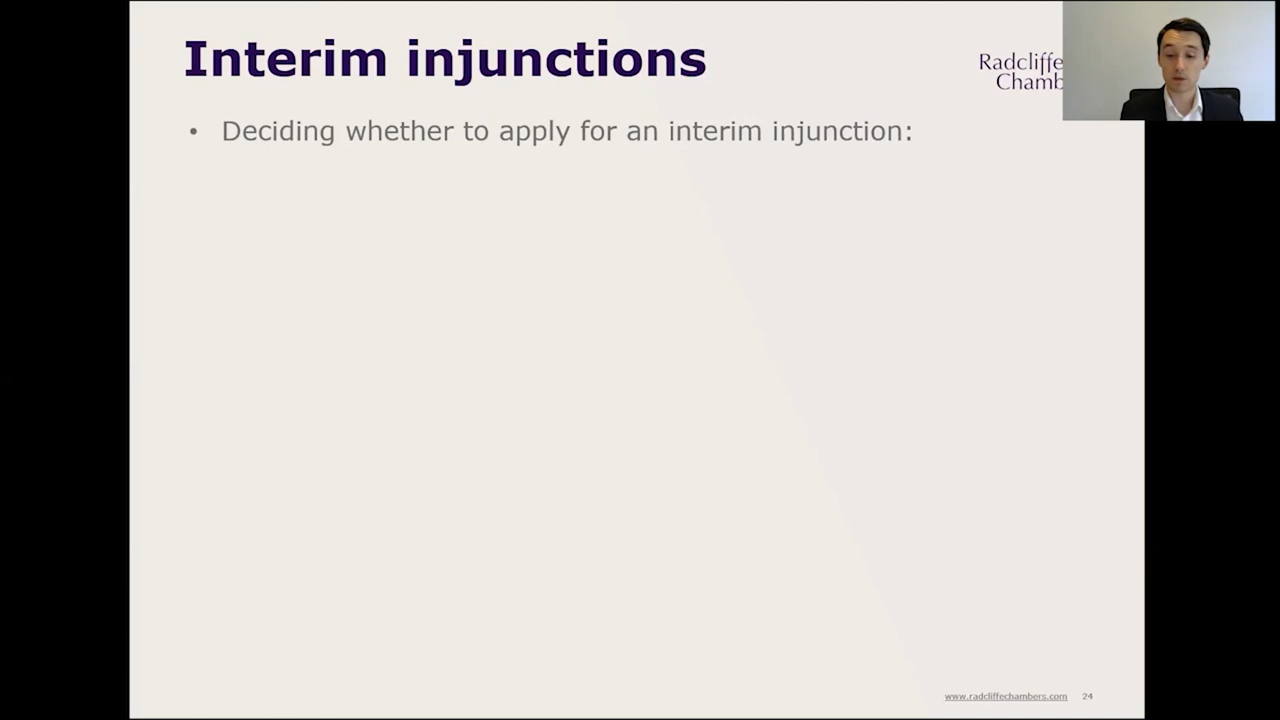 Interim injunctions
Radcliffe
Chamb
• Deciding whether to apply for an interim injunction:
www.radcliffechambers.com 24